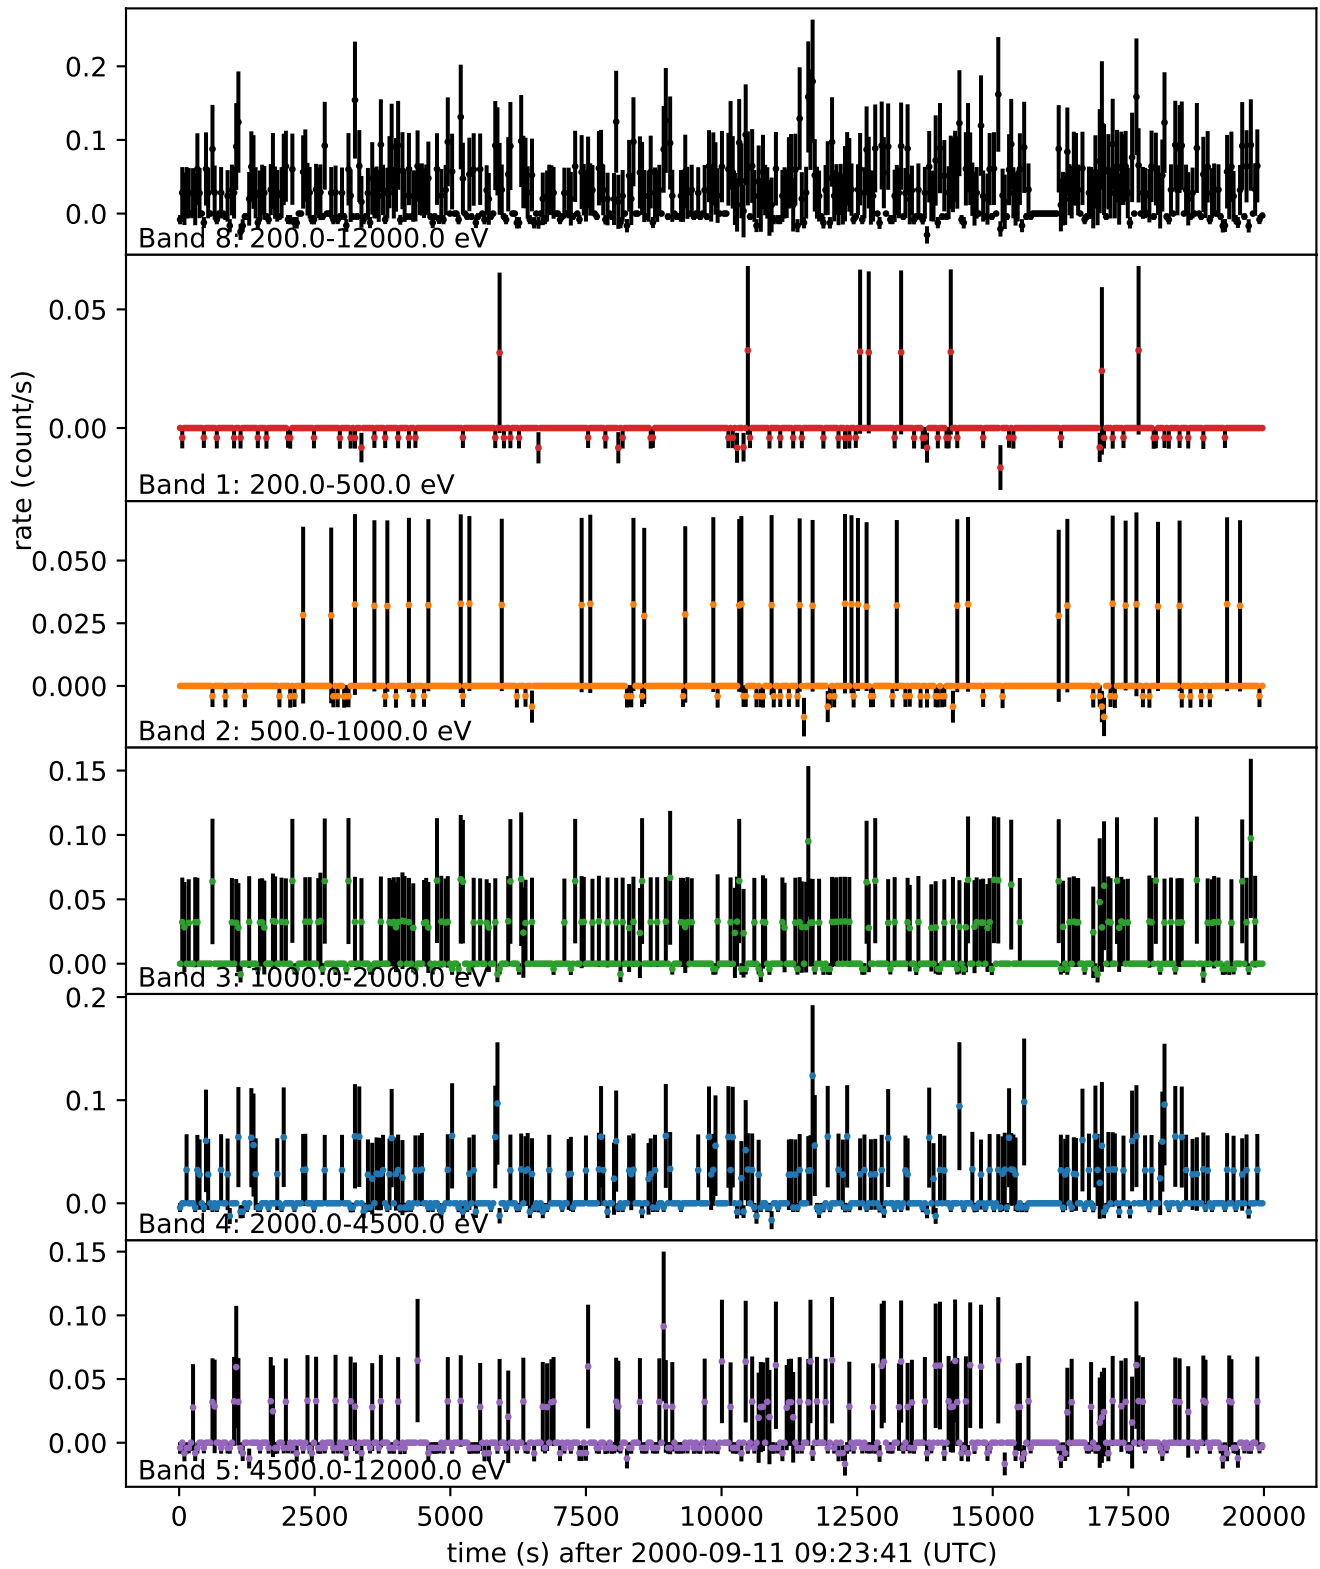 rate (count/s)
0.2
0.1
0.0
Band 8: 200.0-12000.0 eV
0.05
0.00
Band 1: 200.0-500.0 eV
0.050
0.025
0.000
Band 2: 500.0-1000.0 eV
0.15
0.10
0.05
0.00
Band 3: 1000.0-2000.0 eV
0.2
0.1
0.0
Band 4: 2000.0-4500.0 eV
0.15
0.10
0.05
0.00
Band 5: 4500.0-12000.0 eV
0 2500 5000 7500 10000 12500 15000 17500 20000
time (s) after 2000-09-11 09:23:41 (UTC)